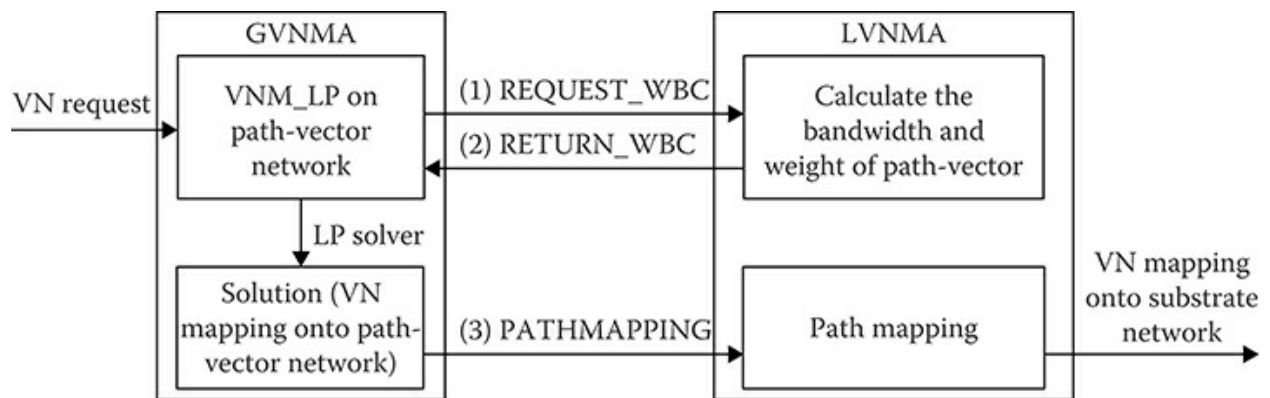 GVNMA
LVNMA
VN request
VNM_LP on
path-vector
network
(1) REQUEST_WBC
(2) RETURN_WBC
Calculate the
bandwidth and
weight of path-vector
LP solver
Solution (VN
mapping onto path-
vector network)
(3) PATHMAPPING
Path mapping
VN mapping
onto substrate
network